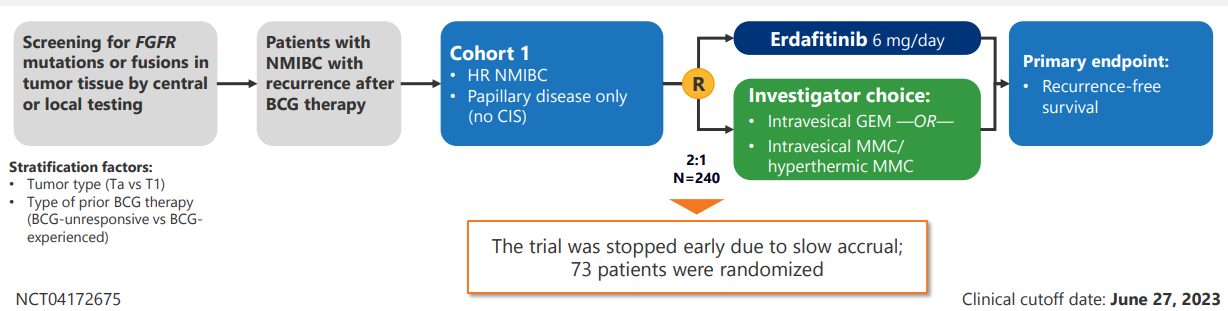 Screening for FGFR
mutations or fusions in
tumor tissue by central
or local testing
Patients with
NMIBC with
recurrence after
BCG therapy
Cohort 1
• HR NMIBC
• Papillary disease only
(no CIS)
R
2:1
N=240
Erdafitinib 6 mg/day
Investigator choice:
• Intravesical GEM —OR—
• Intravesical MMC/
hyperthermic MMC
Primary endpoint:
• Recurrence-free
survival
Stratification factors:
• Tumor type (Ta vs T1)
• Type of prior BCG therapy
(BCG-unresponsive vs BCG-
experienced)
The trial was stopped early due to slow accrual;
73 patients were randomized
NCT04172675
Clinical cutoff date: June 27, 2023